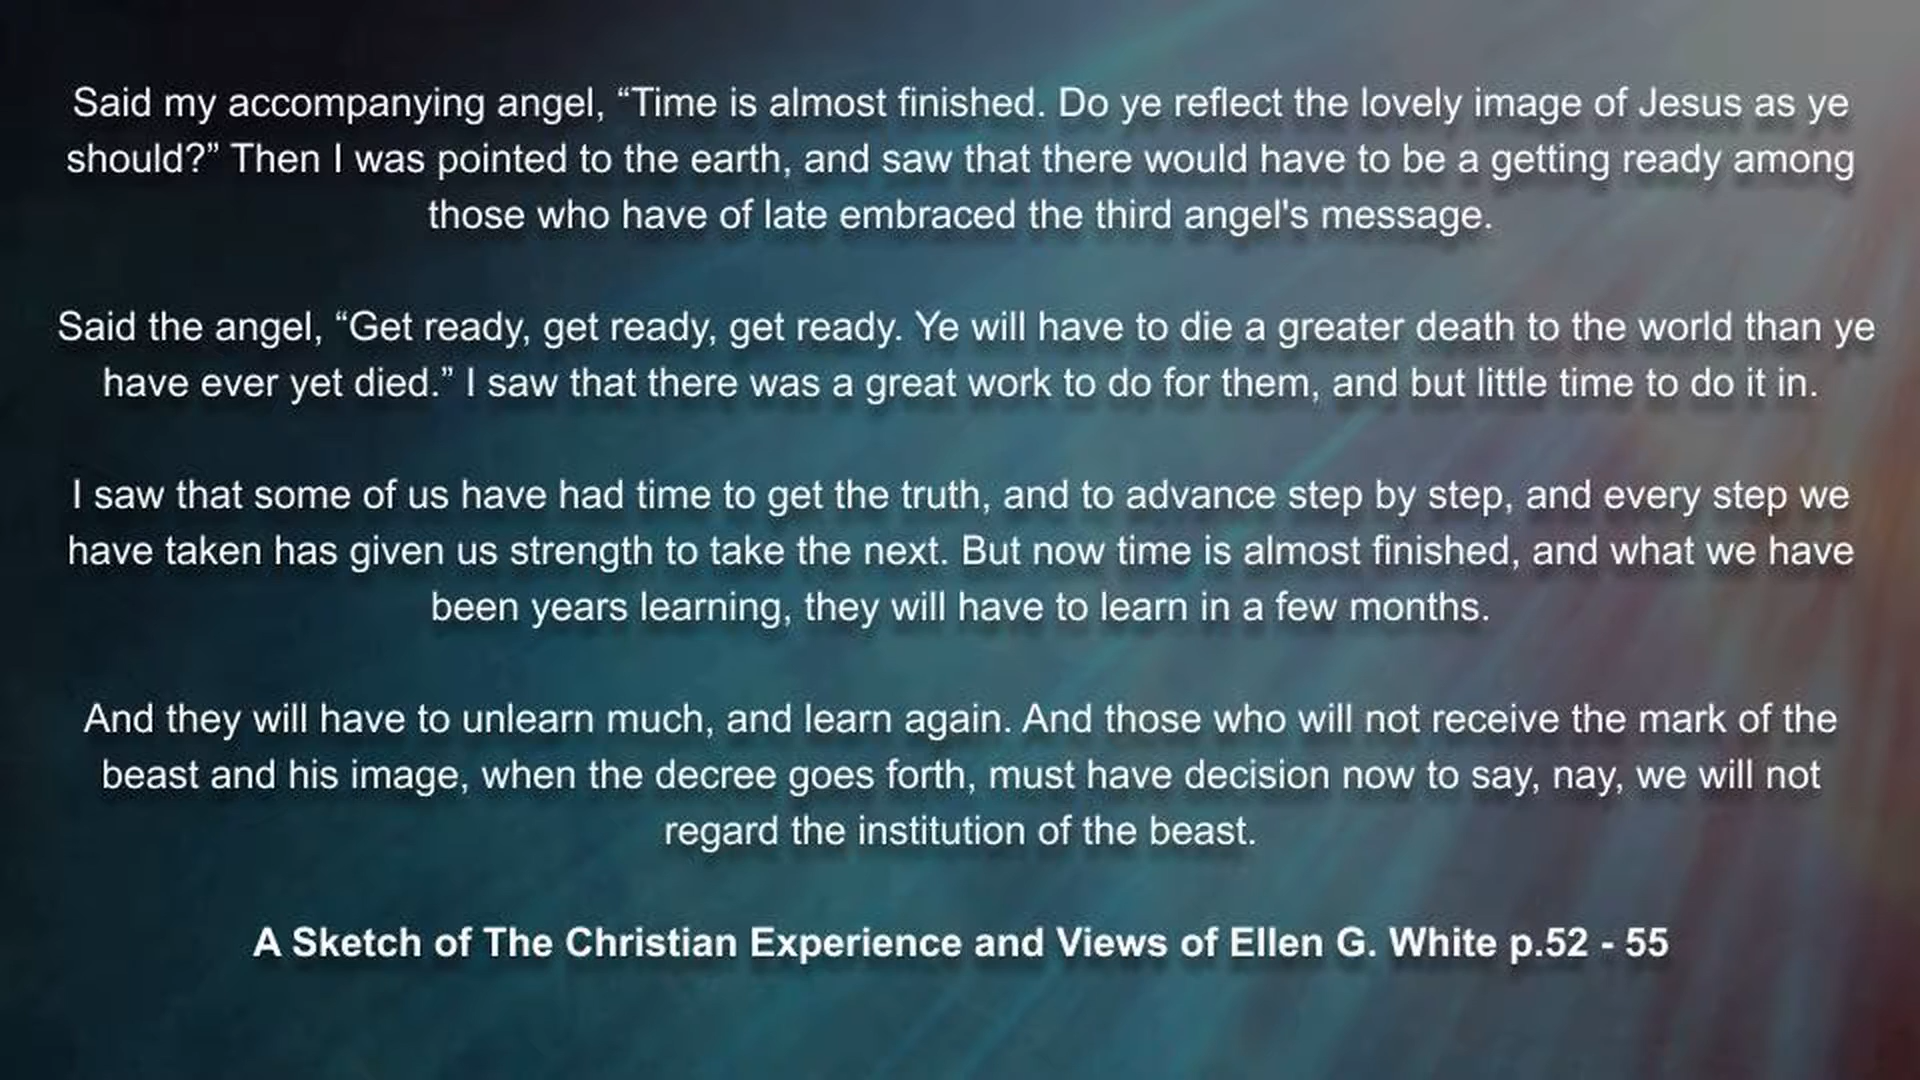 Said my accompanying angel, “Time is almost finished. Do ye reflect the lovely image of Jesus as ye
should?” Then I was pointed to the earth, and saw that there would have to be a getting ready among
those who have of late embraced the third angel's message.
Said the angel, “Get ready, get ready, get ready. Ye will have to die a greater death to the world than ye
have ever yet died.” I saw that there was a great work to do for them, and but little time to do it in.
I saw that some of us have had time to get the truth, and to advance step by step, and every step we
have taken has given us strength to take the next. But now time is almost finished, and what we have
been years learning, they will have to learn in a few months.
And they will have to unlearn much, and learn again. And those who will not receive the mark of the
beast and his image, when the decree goes forth, must have decision now to say, nay, we will not
regard the institution of the beast.
A Sketch of The Christian Experience and Views of Ellen G. White p.52 - 55